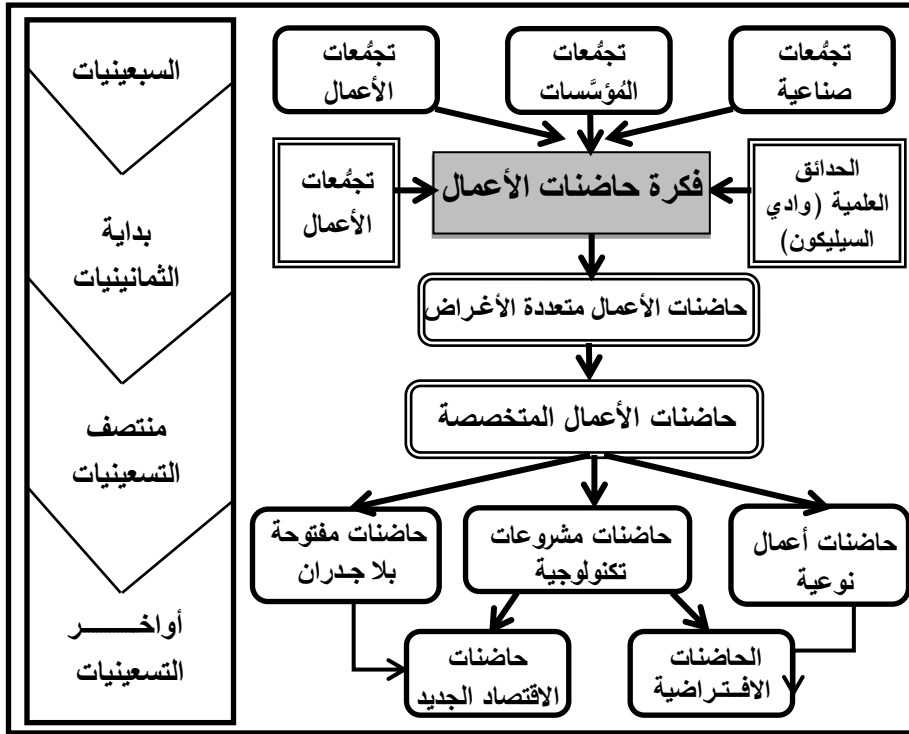 السبعينيات
بداية
الثمانينيات
منتصف
التسعينيات
أواخـــــــر
التسعينيات
تجمُّعات
صناعية
تجمُّعات
المُؤسَّسات
تجمُّعات
الأعمال
الحدائق
العلمية (وادي
السيليكون)
فكرة حاضنات الأعمال
تجمُّعات
الأعمال
حاضنات الأعمال متعددة الأغراض
حاضنات الأعمال المتخصصة
حاضنات أعمال
نوعية
حاضنات مشروعات
تكنولوجية
حاضنات مفتوحة
بلا جـدران
الحاضنات
الافـتـراضية
حاضنات
الاقتصاد الجديد